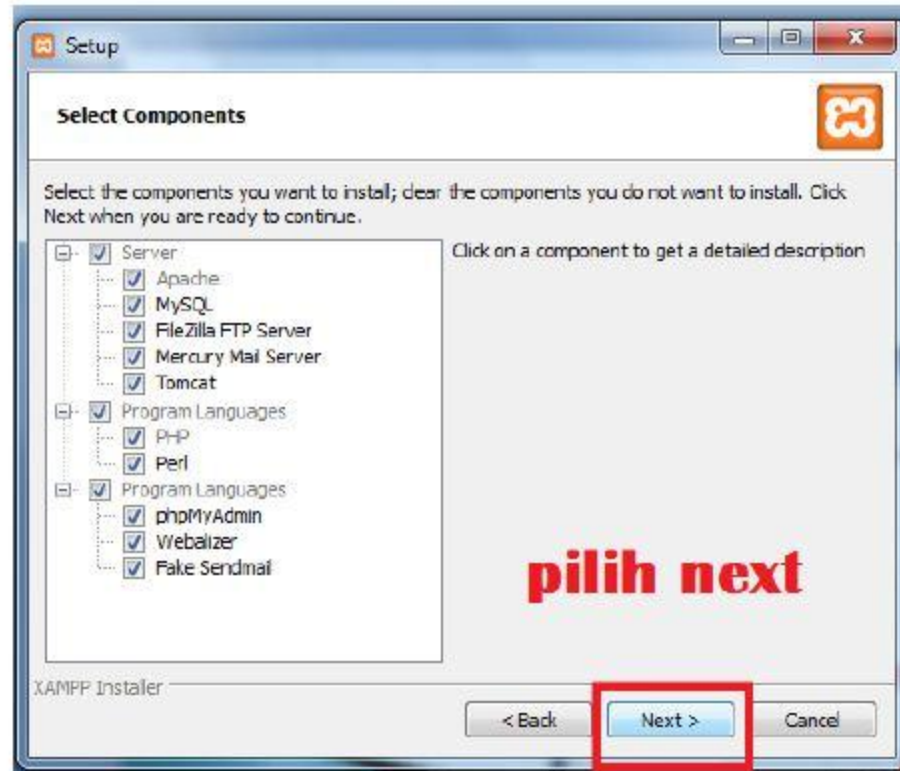 Setup
Select Components
Select the components you want to install; clear the components you do not want to install. Click
Next when you are ready to continue.
Server
Apache
MySQL
FileZilla FTP Server
Mercury Mail Server
Tomcat
Program Languages
PHP
Perl
Program Languages
phpMyAdmin
Webalizer
Fake Sendmail
Click on a component to get a detailed description
pilih next
XAMPP Installer
< Back
Next >
Cancel